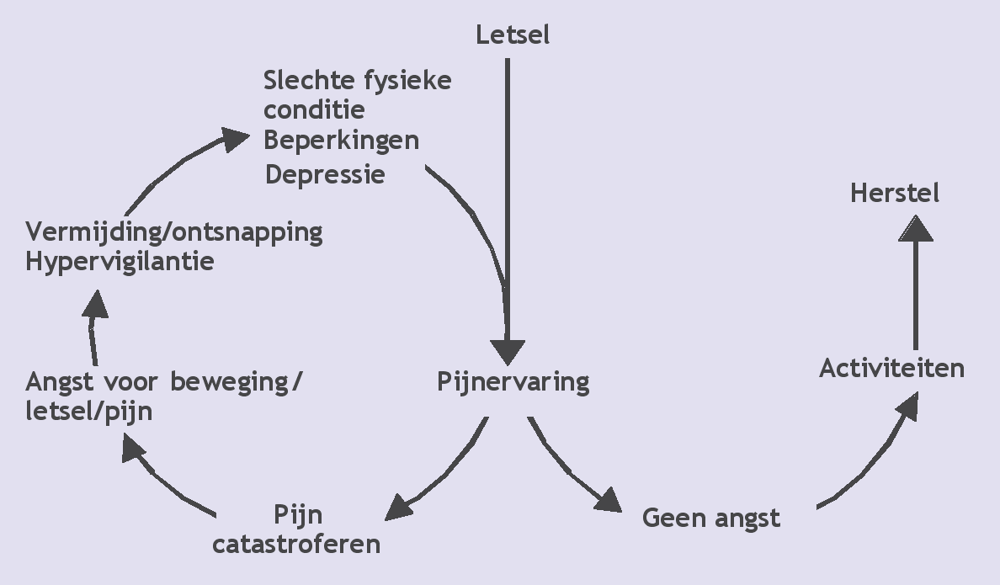 Letsel
Slechte fysieke
conditie
Beperkingen
Depressie
Herstel
Vermijding/ontsnapping
Hypervigilantie
Activiteiten
Angst voor beweging/
letsel/pijn
Pijnervaring
Pijn
catastroferen
Geen angst